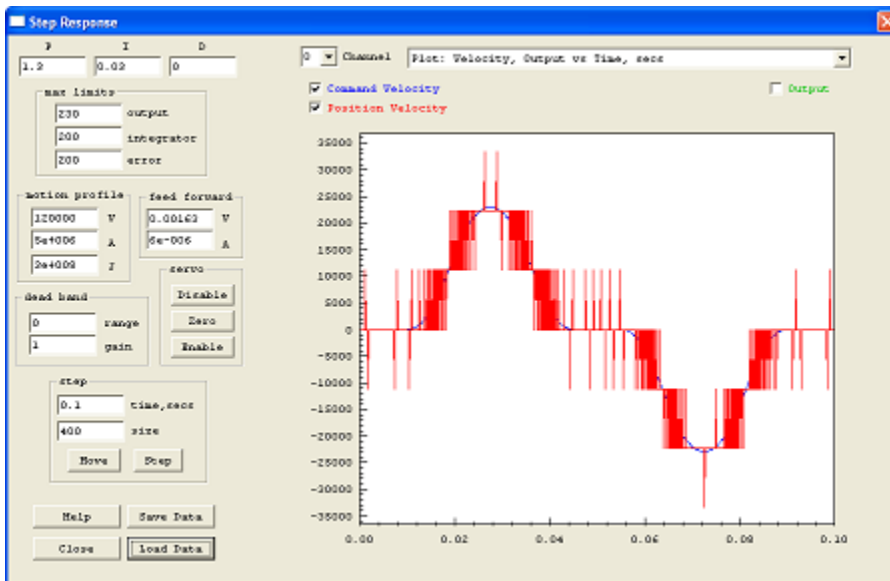 Step Response
P I D
1.2 0.02 0
max limits
230 output
200 integrator
200 error
motion profile
120000 V
5e+006 A
feed forward
0.00163 V
6e-006 A
servo
Disable
Zero
Enable
dead band
0 range
1 gain
step
0.1 time,secs
400 size
Move Step
Help Save Data
Close Load Data
0 Channel Plot: Velocity, Output vs Time, secs
Command Velocity Output
Position Velocity
35000
30000
25000
20000
15000
10000
5000
0
-5000
-10000
-15000
-20000
-25000
-30000
-35000
0.00 0.02 0.04 0.06 0.08 0.10